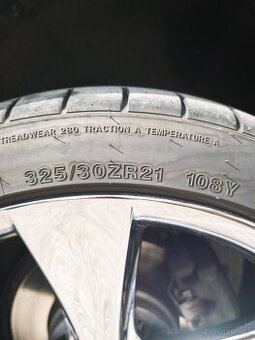 TREADWEAR 280 TRACTION A TEMPERATURE A
325/30ZR21 108Y